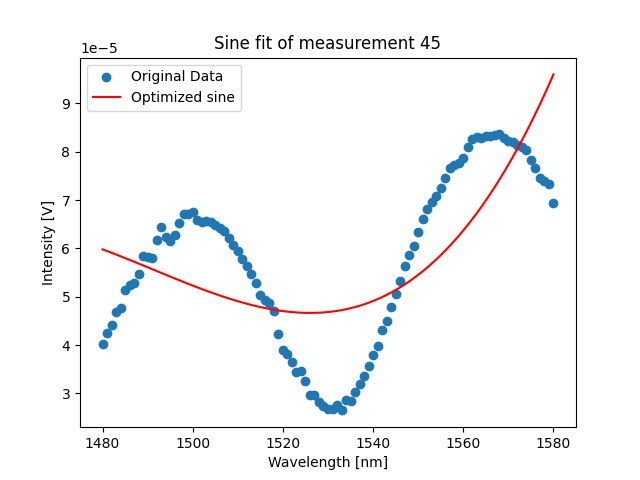 Sine fit of measurement 45
1e−5
Original Data
Optimized sine
9
8
7
6
5
4
3
Intensity [V]
1480 1500 1520 1540 1560 1580
Wavelength [nm]